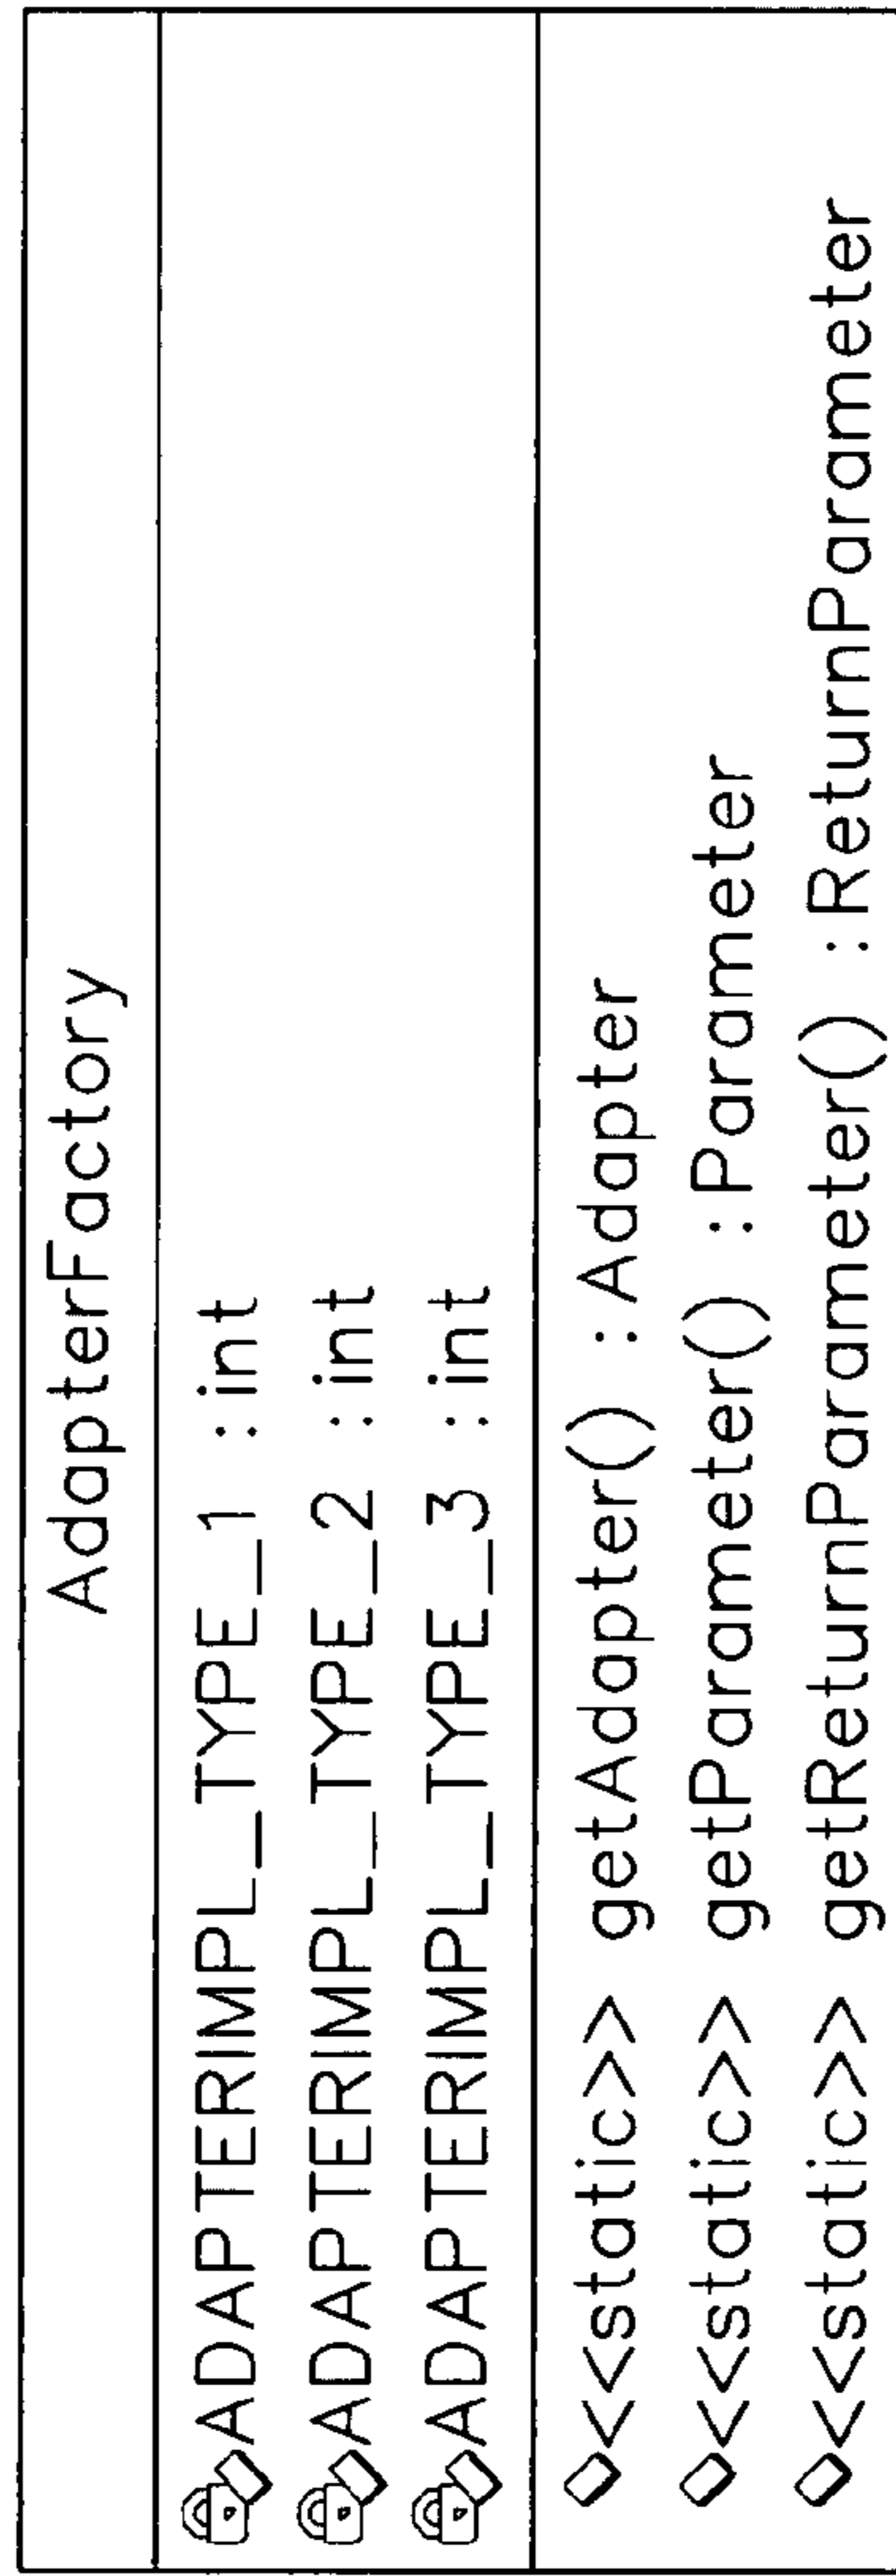 AdapterFactory
ADAPTERIMPL_TYPE_1 :int
ADAPTERIMPL_TYPE_2 :int
ADAPTERIMPL_TYPE_3 :int
<<static>> getAdapter() :Adapter
<<static>> getParameter() :Parameter
<<static>> getReturnParameter() :ReturnParameter